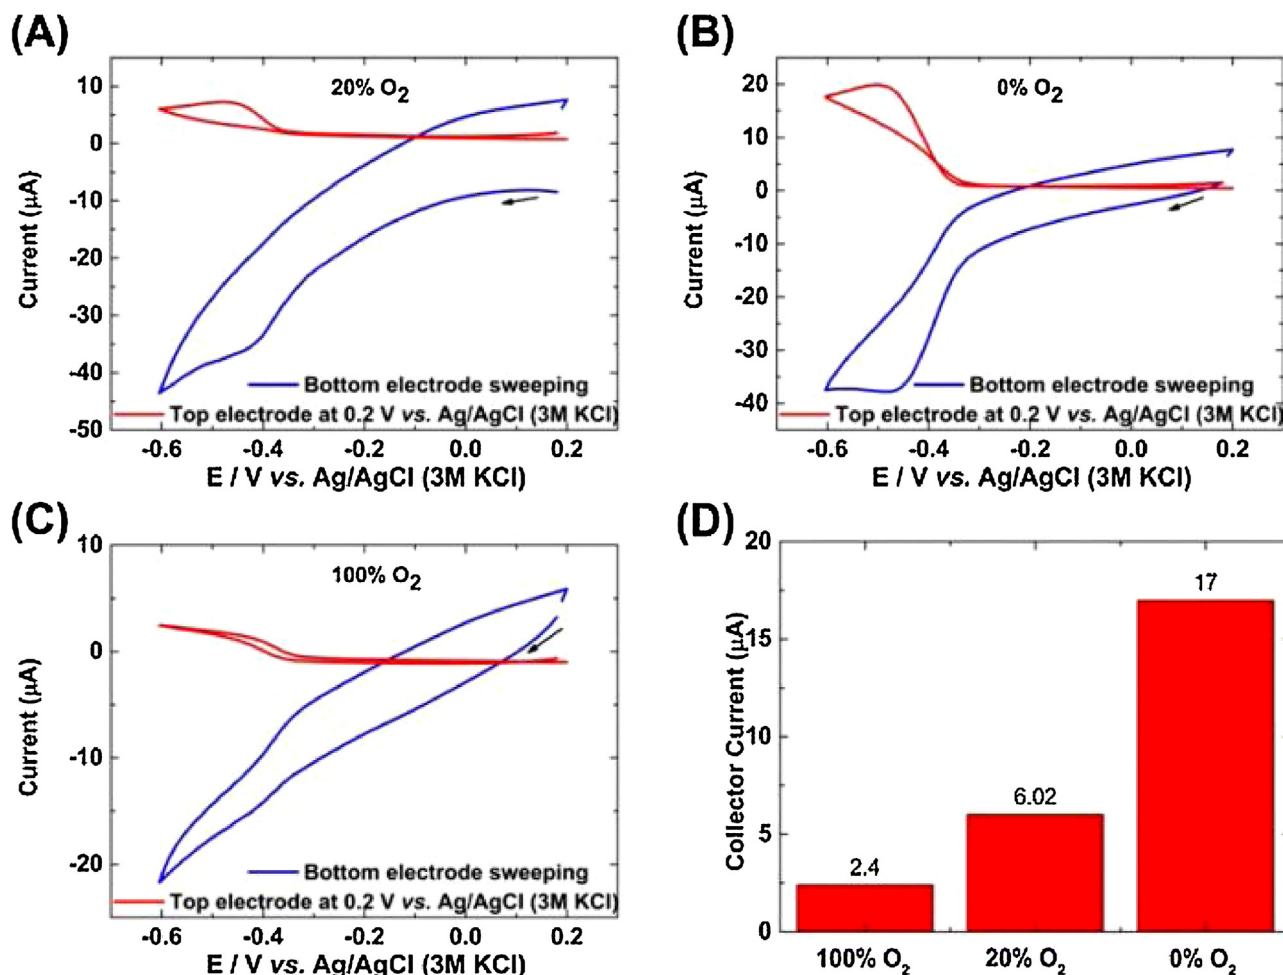 (A)
20% O2
10
0
-10
-20
-30
-40
-50
Current (μA)
Bottom electrode sweeping
Top electrode at 0.2 V vs. Ag/AgCl (3M KCl)
-0.6 -0.4 -0.2 0.0 0.2
E / V vs. Ag/AgCl (3M KCl)
(B)
0% O2
20
10
0
-10
-20
-30
-40
Current (μA)
Bottom electrode sweeping
Top electrode at 0.2 V vs. Ag/AgCl (3M KCl)
-0.6 -0.4 -0.2 0.0 0.2
E / V vs. Ag/AgCl (3M KCl)
(C)
100% O2
10
0
-10
-20
Current (μA)
Bottom electrode sweeping
Top electrode at 0.2 V vs. Ag/AgCl (3M KCl)
-0.6 -0.4 -0.2 0.0 0.2
E / V vs. Ag/AgCl (3M KCl)
(D)
20
15
10
5
0
Collector Current (μA)
2.4
6.02
17
100% O2 20% O2 0% O2